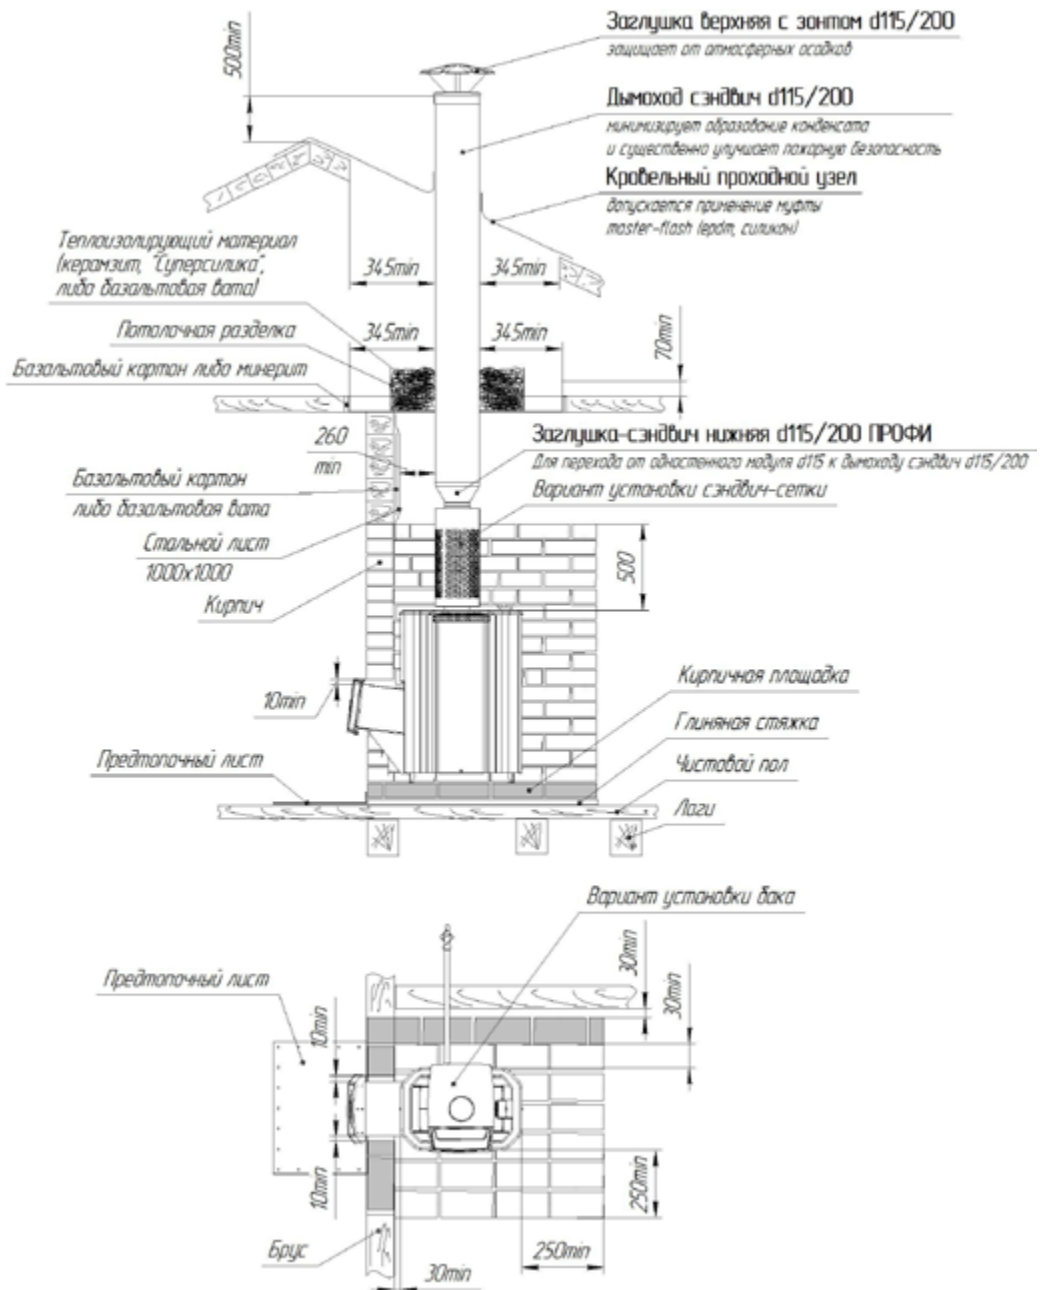 Заглушка верхняя с зонтом d115/200
защищает от атмосферных осадков
500min
Дымоход сэндвич d115/200
минимизирует образование конденсата
и существенно улучшает пожарную безопасность
Кровельный проходной узел
допускается применение муфты
master-flash (epdm, силикон)
Теплоизолирующий материал
(керамзит, "Суперсилика",
либо базальтовая вата)
345min
345min
Потолочная разделка
345min
345min
70min
Базальтовый картон либо минерит
260
min
Заглушка-сэндвич нижняя d115/200 ПРОФИ
Для перехода от одностенного модуля d115 к дымоходу сэндвич d115/200
Базальтовый картон
либо базальтовая вата
Вариант установки сэндвич-сетки
Стальной лист
1000х1000
500
Кирпич
10min
Кирпичная площадка
Глиняная стяжка
Предтопочный лист
Чистовой пол
Лаги
Вариант установки бака
Предтопочный лист
30min
30min
10min
10min
250min
Брус
250min
30min